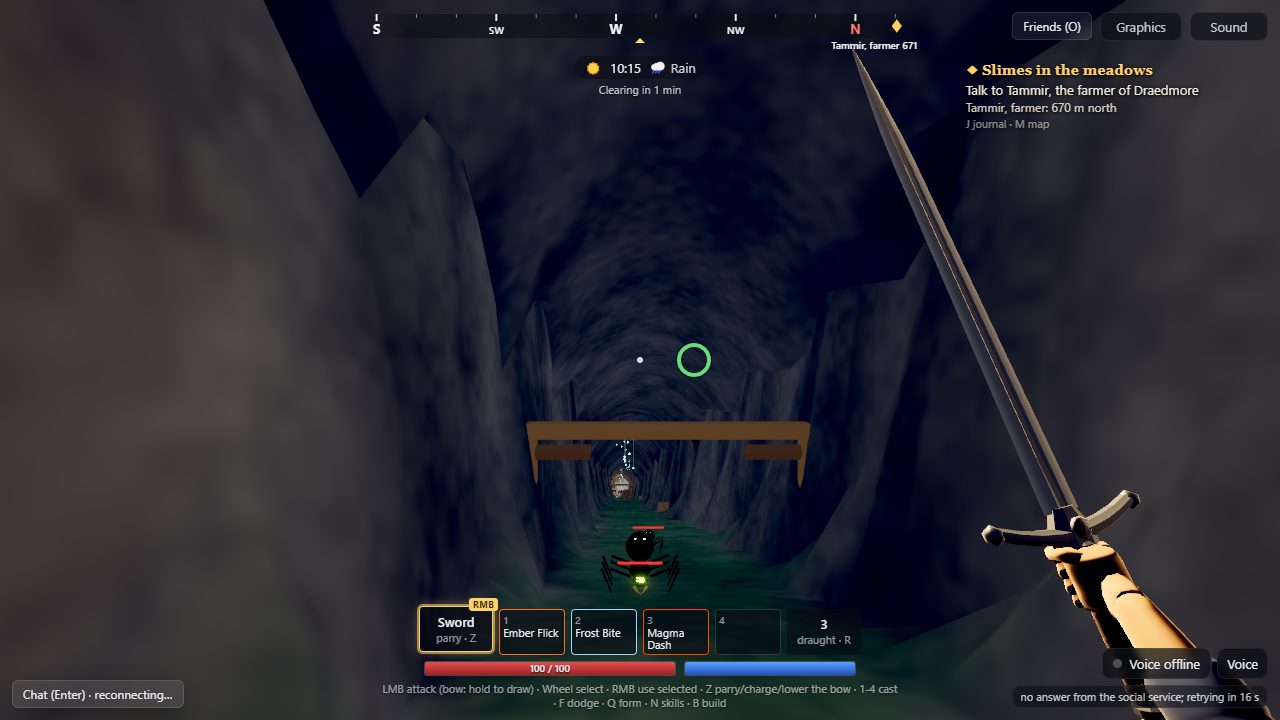 S SW W NW N
Tammir, farmer 671
Friends (O) Graphics Sound
10:15 Rain
Clearing in 1 min
Slimes in the meadows
Talk to Tammir, the farmer of Draedmore
Tammir, farmer: 670 m north
J journal · M map
RMB
Sword
parry · Z
1
Ember Flick
2
Frost Bite
3
Magma
Dash
4
3
draught · R
100 / 100
LMB attack (bow: hold to draw) · Wheel select · RMB use selected · Z parry/charge/lower the bow · 1-4 cast
· F dodge · Q form · N skills · B build
Chat (Enter) · reconnecting...
Voice offline Voice
no answer from the social service; retrying in 16 s